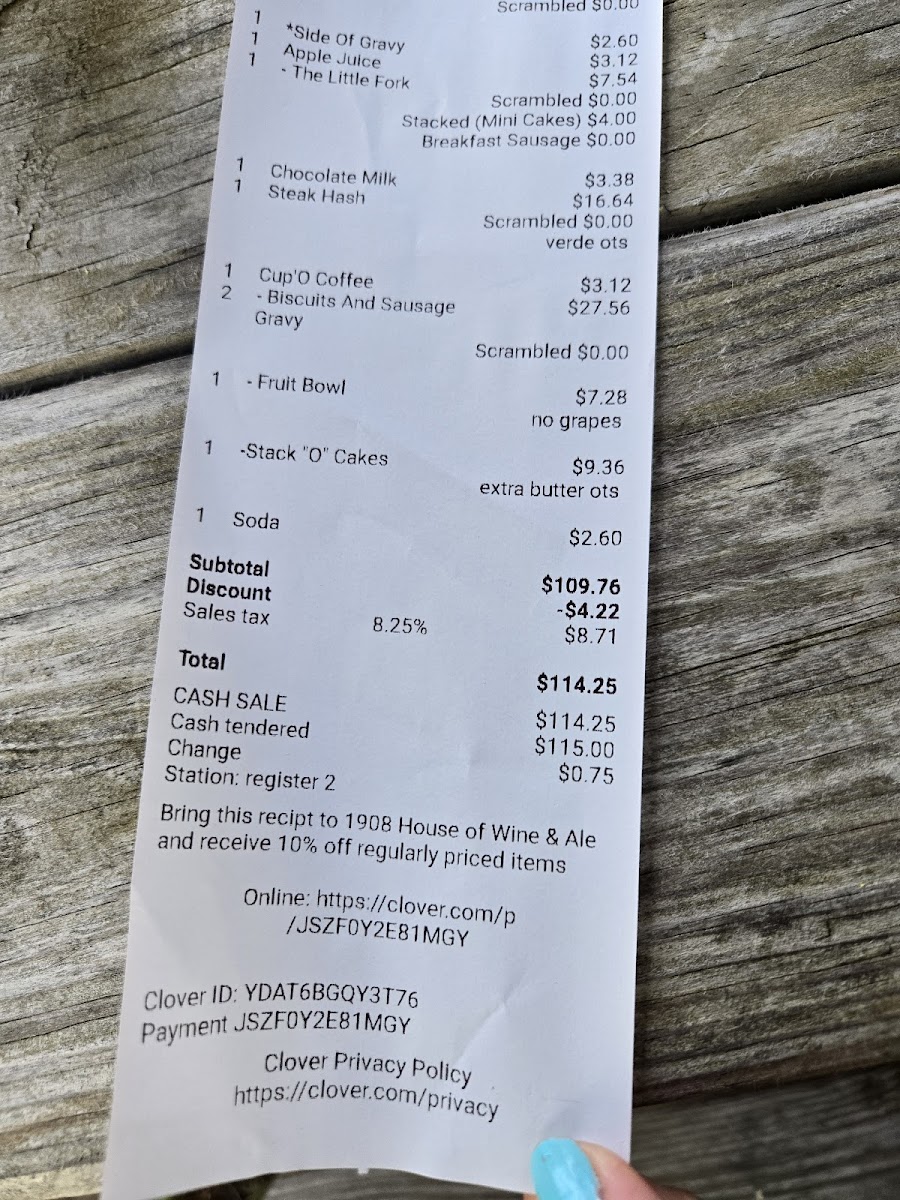 Scrambled $0.00
1 *Side Of Gravy $2.60
1 Apple Juice $3.12
1 - The Little Fork $7.54
Scrambled $0.00
Stacked (Mini Cakes) $4.00
Breakfast Sausage $0.00
1 Chocolate Milk $3.38
1 Steak Hash $16.64
Scrambled $0.00
verde ots
1 Cup'O Coffee $3.12
2 - Biscuits And Sausage $27.56
Gravy
Scrambled $0.00
1 - Fruit Bowl $7.28
no grapes
1 -Stack "O" Cakes $9.36
extra butter ots
1 Soda $2.60
Subtotal $109.76
Discount -$4.22
Sales tax 8.25% $8.71
Total $114.25
CASH SALE $114.25
Cash tendered $115.00
Change $0.75
Station: register 2
Bring this recipt to 1908 House of Wine & Ale
and receive 10% off regularly priced items
Online: https://clover.com/p
/JSZF0Y2E81MGY
Clover ID: YDAT6BGQY3T76
Payment JSZF0Y2E81MGY
Clover Privacy Policy
https://clover.com/privacy